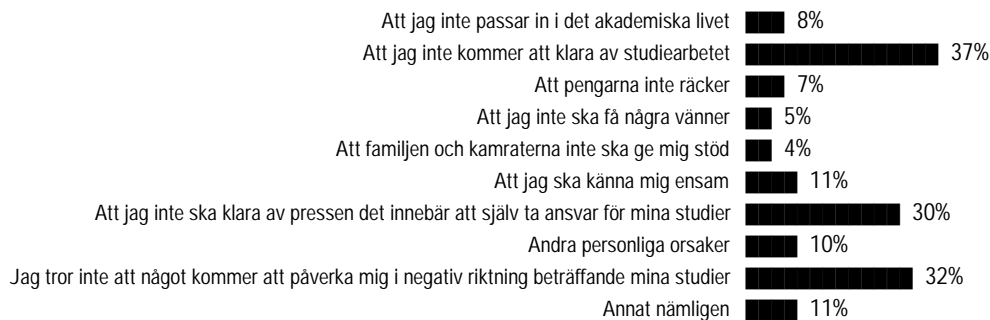 Att jag inte passar in i det akademiska livet 8%
Att jag inte kommer att klara av studiearbetet 37%
Att pengarna inte räcker 7%
Att jag inte ska få några vänner 5%
Att familjen och kamraterna inte ska ge mig stöd 4%
Att jag ska känna mig ensam 11%
Att jag inte ska klara av pressen det innebär att själv ta ansvar för mina studier 30%
Andra personliga orsaker 10%
Jag tror inte att något kommer att påverka mig i negativ riktning beträffande mina studier 32%
Annat nämligen 11%